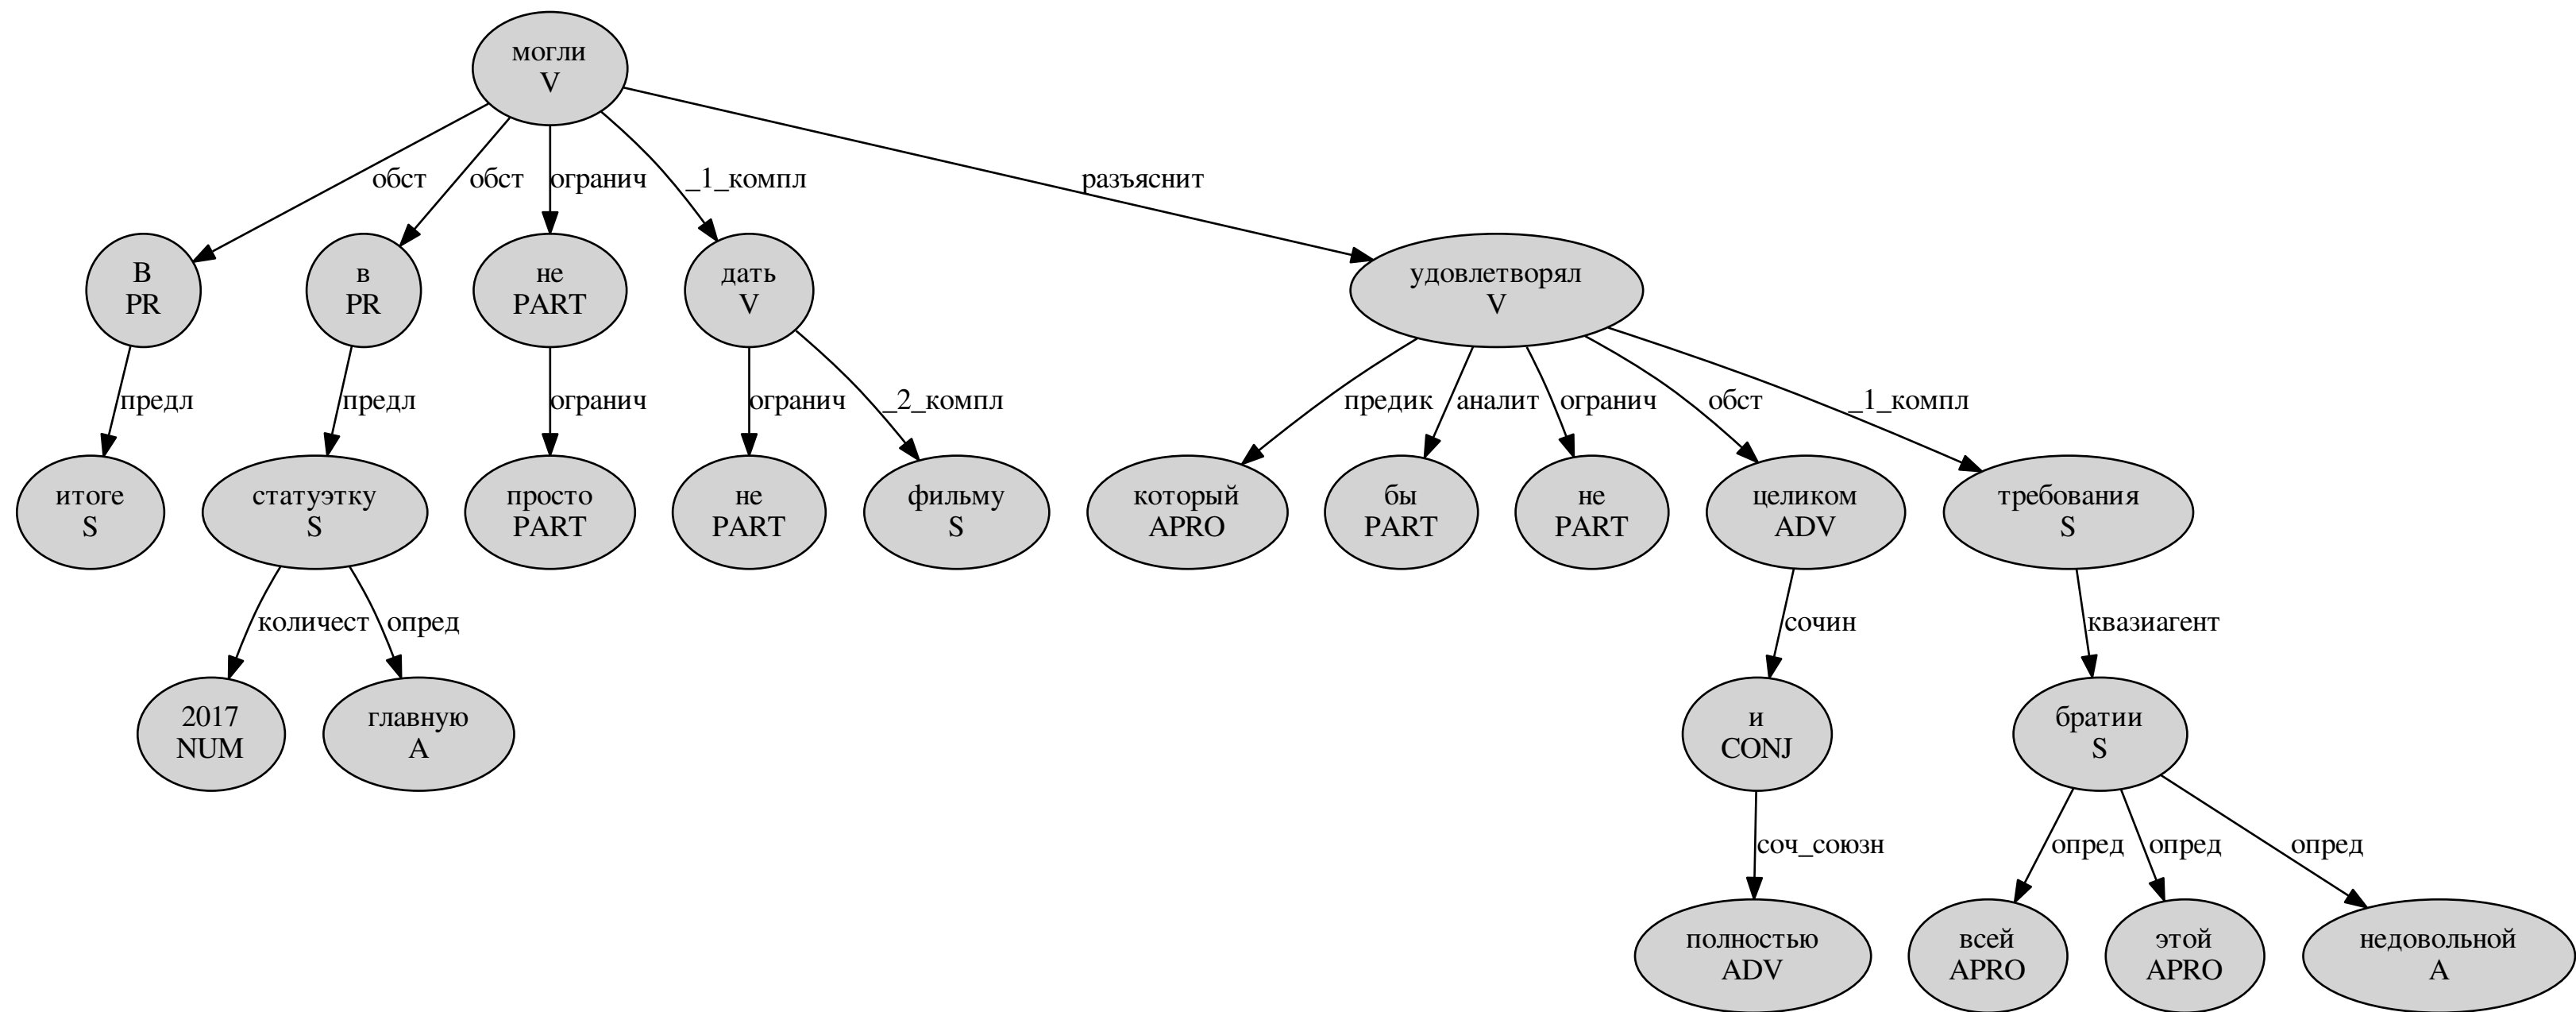 могли
V
обст
обст
огранич
_1_компл
разъяснит
В
PR
в
PR
не
PART
дать
V
удовлетворял
V
предл
предл
огранич
огранич
_2_компл
предик
аналит
огранич
обст
_1_компл
итоге
S
статуэтку
S
просто
PART
не
PART
фильму
S
который
APRO
бы
PART
не
PART
целиком
ADV
требования
S
количест
опред
сочин
квазиагент
2017
NUM
главную
A
и
CONJ
братии
S
соч_союзн
опред
опред
опред
полностью
ADV
всей
APRO
этой
APRO
недовольной
A